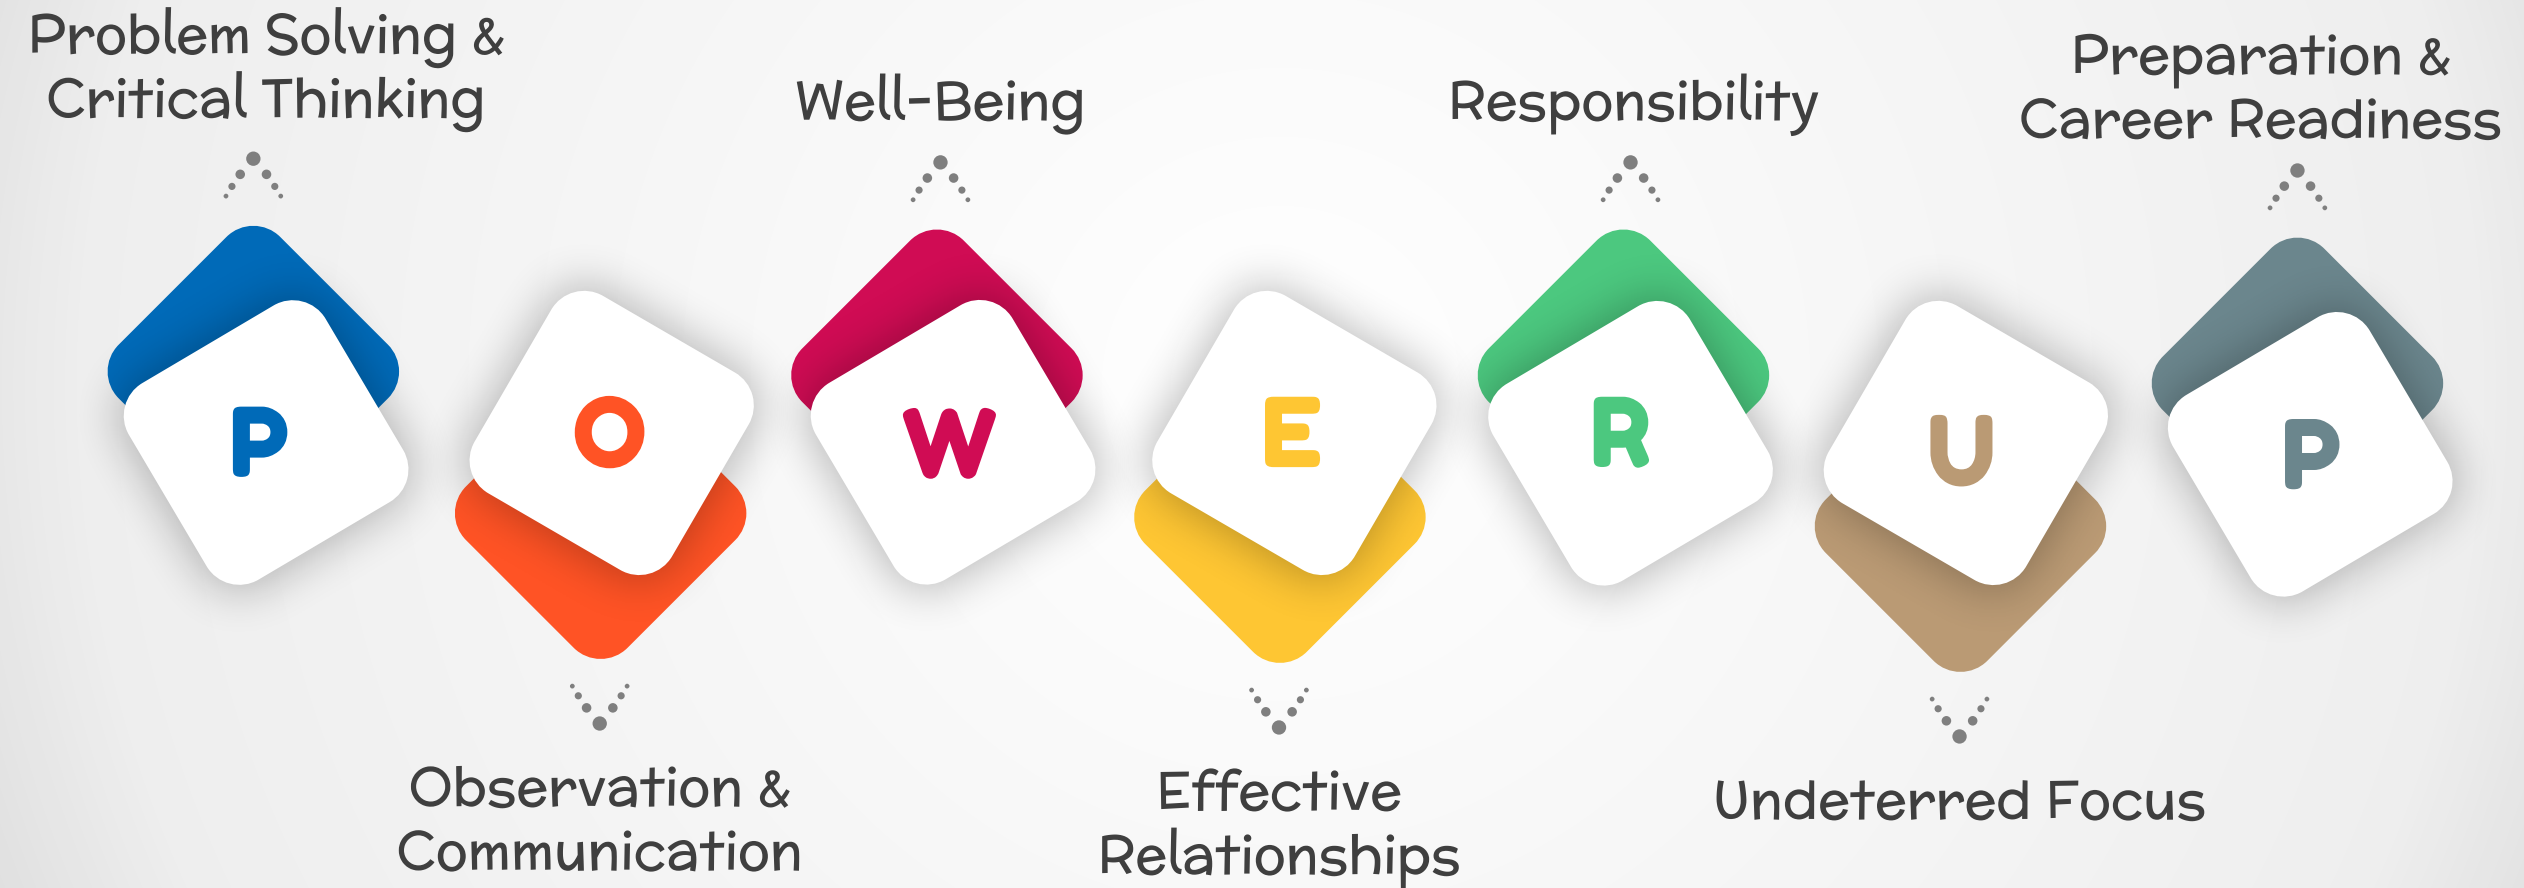 Problem Solving &
Critical Thinking
Well-Being
Responsibility
Preparation &
Career Readiness
P
O
W
E
R
U
P
Observation &
Communication
Effective
Relationships
Undeterred Focus